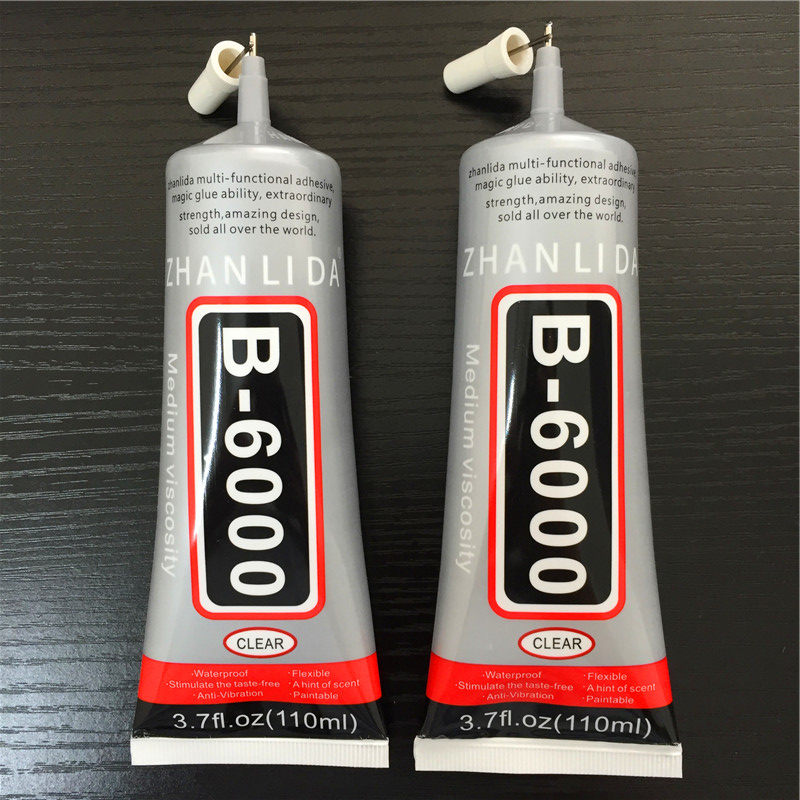 zhanlida multi-functional adhesive,
magic glue ability, extraordinary
strength,amazing design,
sold all over the world.
ZHANLIDA®
B-6000
Medium viscosity
CLEAR
·Waterproof
·Stimulate the taste-free
·Anti-Vibration
·Flexible
·A hint of scent
·Paintable
3.7fl.oz(110ml)
zhanlida multi-functional adhesive,
magic glue ability, extraordinary
strength,amazing design,
sold all over the world.
ZHANLIDA
B-6000
Medium viscosity
CLEAR
·Waterproof
·Stimulate the taste-free
·Anti-Vibration
·Flexible
·A hint of scent
·Paintable
3.7fl.oz(110ml)